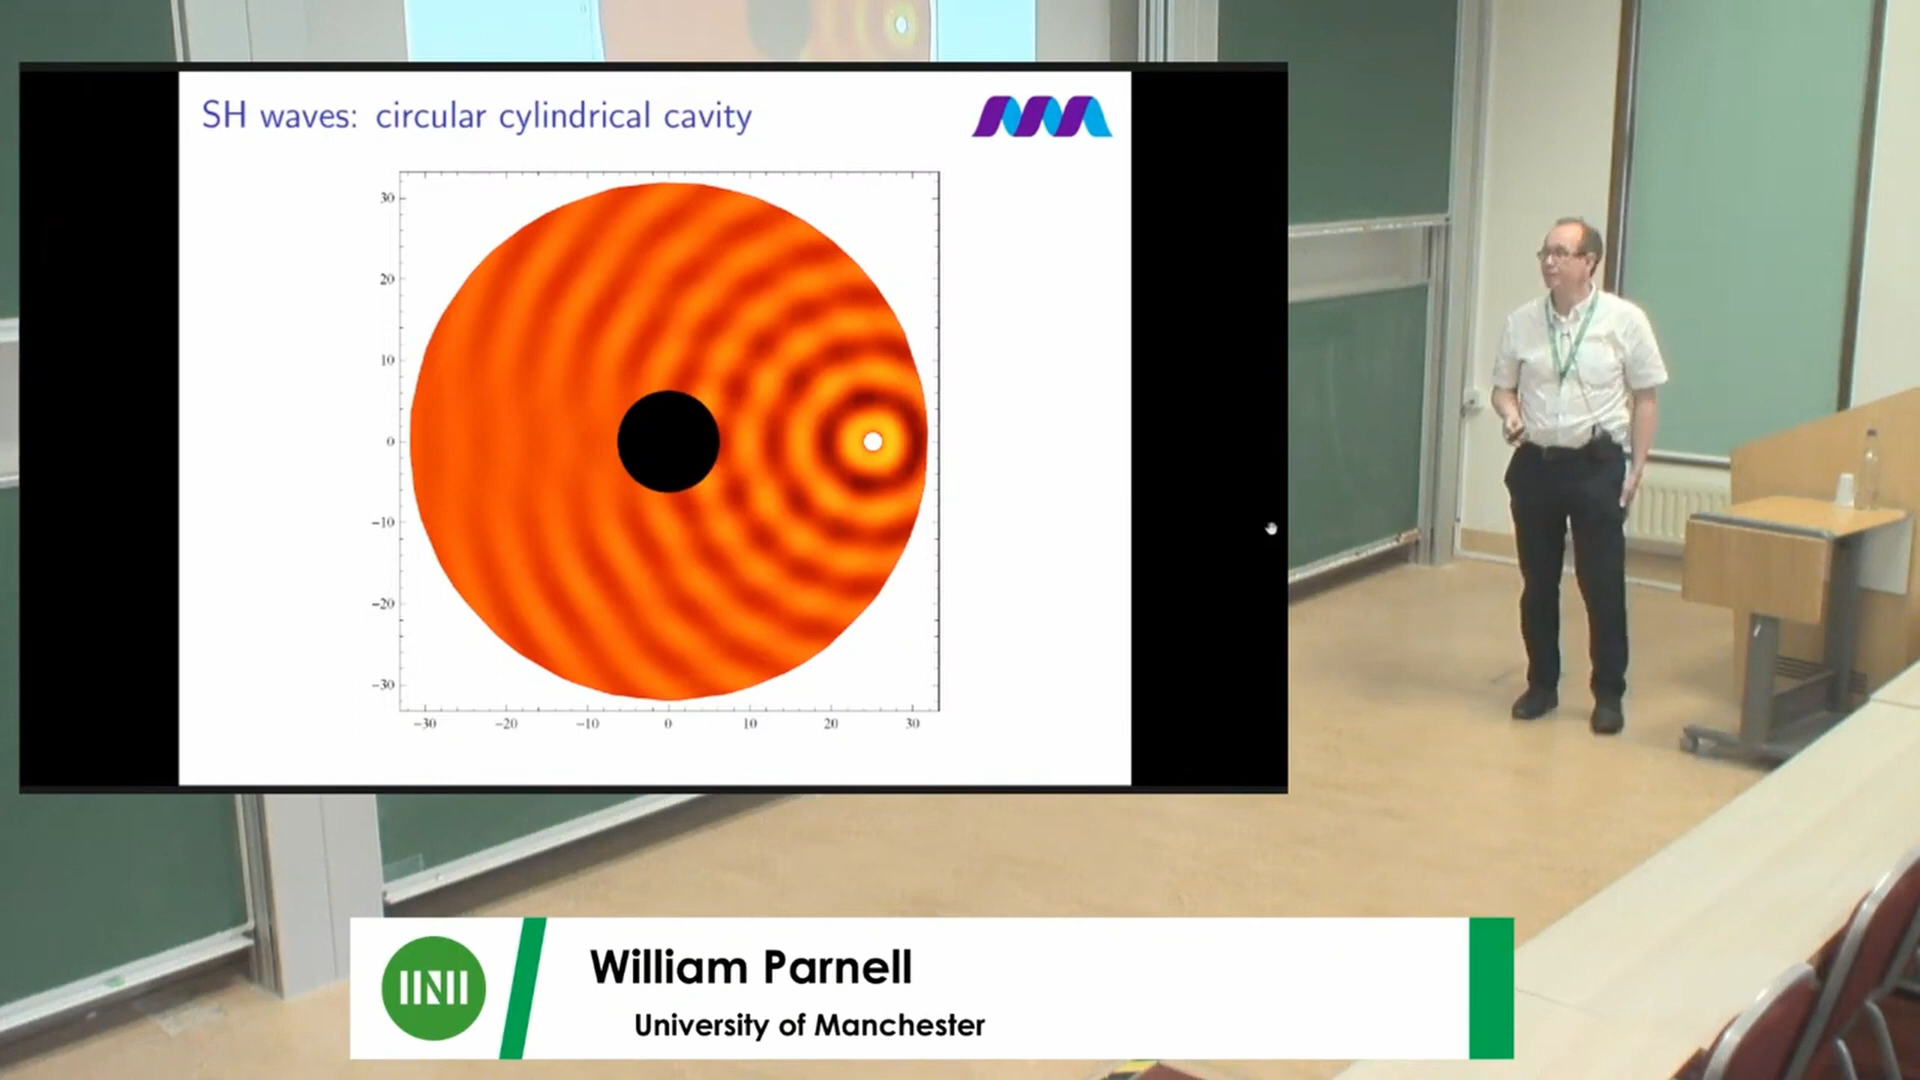 SH waves: circular cylindrical cavity
30
20
10
0
−10
−20
−30
−30 −20 −10 0 10 20 30
William Parnell
University of Manchester